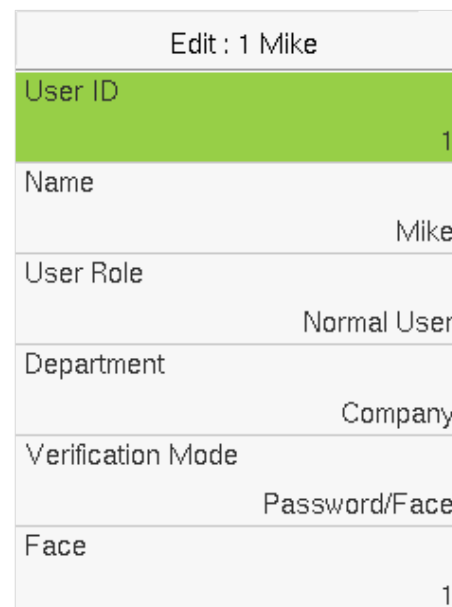 Edit : 1 Mike
User ID
1
Name
Mike
User Role
Normal User
Department
Company
Verification Mode
Password/Face
Face
1